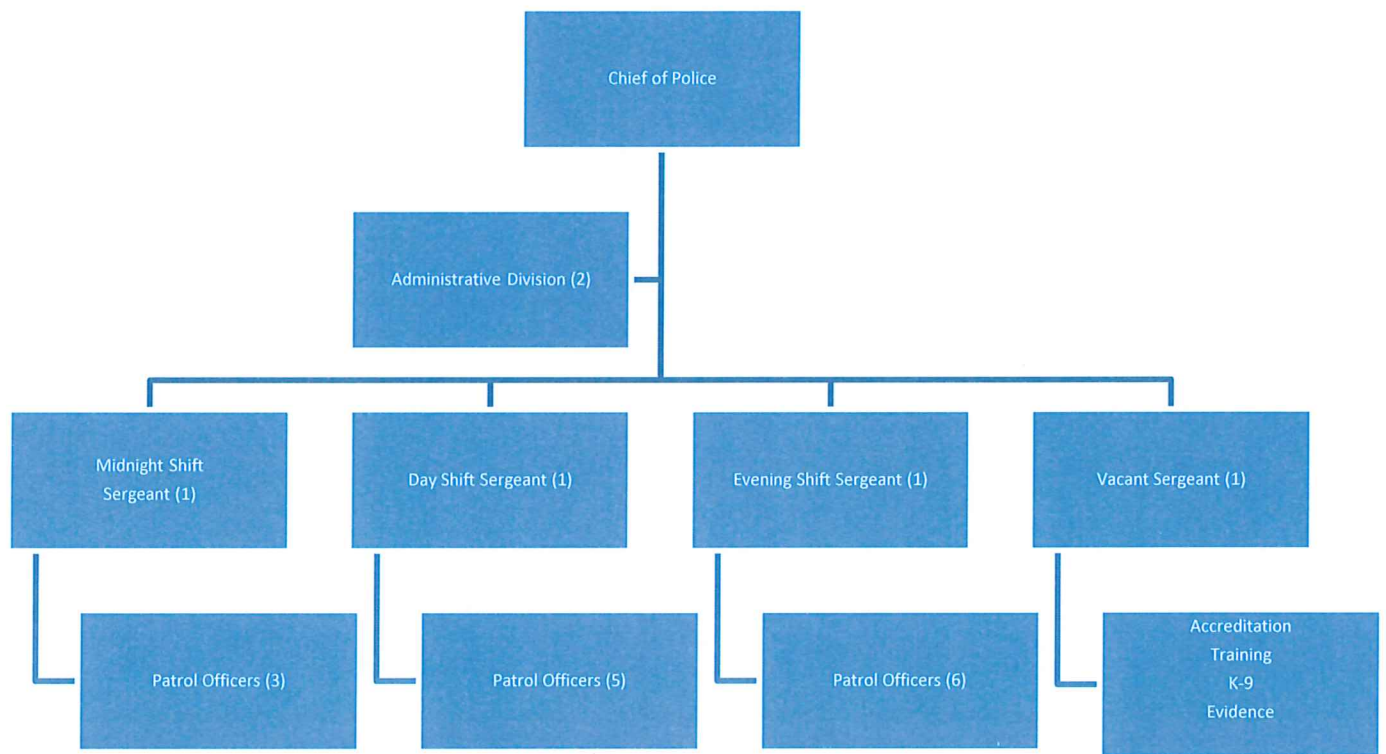 Chief of Police
Administrative Division (2)
Midnight Shift
Sergeant (1)
Day Shift Sergeant (1)
Evening Shift Sergeant (1)
Vacant Sergeant (1)
Patrol Officers (3)
Patrol Officers (5)
Patrol Officers (6)
Accreditation
Training
K-9
Evidence